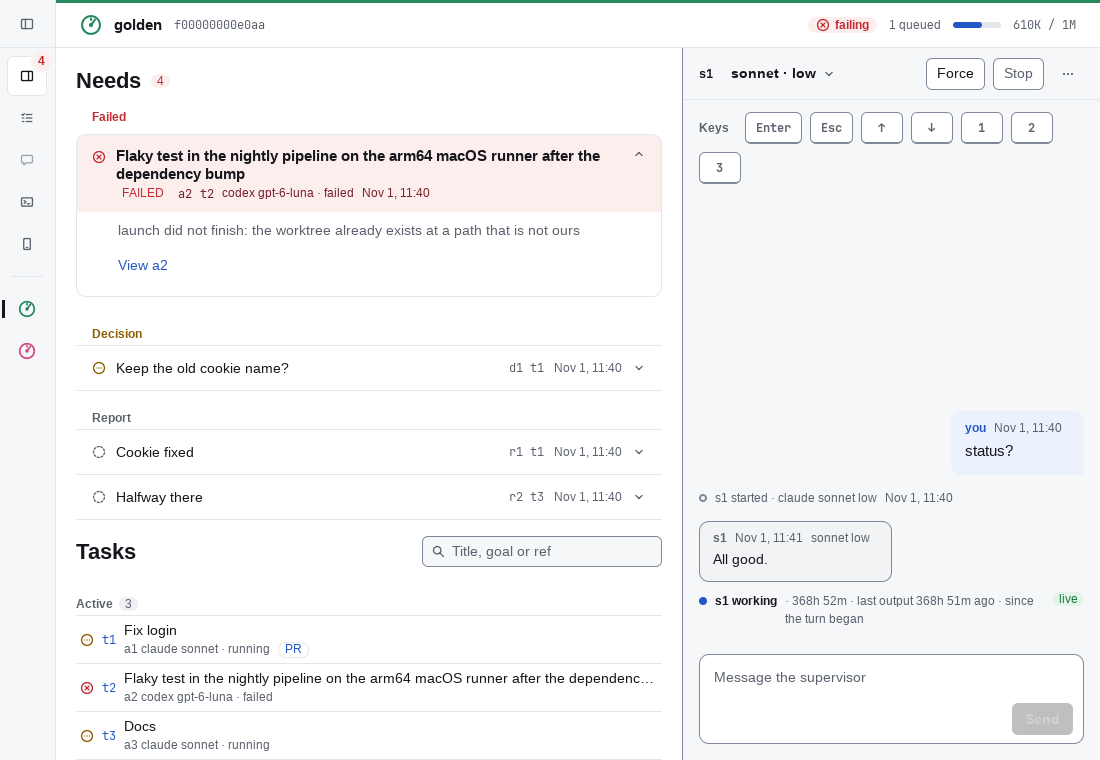 golden f00000000e0aa
failing 1 queued 610K / 1M
4
Needs 4
Failed
Flaky test in the nightly pipeline on the arm64 macOS runner after the
dependency bump
FAILED a2 t2 codex gpt-6-luna · failed Nov 1, 11:40
launch did not finish: the worktree already exists at a path that is not ours
View a2
Decision
Keep the old cookie name? d1 t1 Nov 1, 11:40
Report
Cookie fixed r1 t1 Nov 1, 11:40
Halfway there r2 t3 Nov 1, 11:40
Tasks
Title, goal or ref
Active 3
t1 Fix login
a1 claude sonnet · running PR
t2 Flaky test in the nightly pipeline on the arm64 macOS runner after the dependenc…
a2 codex gpt-6-luna · failed
t3 Docs
a3 claude sonnet · running
s1 sonnet · low Force Stop ···
Keys Enter Esc ↑ ↓ 1 2
3
you Nov 1, 11:40
status?
s1 started · claude sonnet low Nov 1, 11:40
s1 Nov 1, 11:41 sonnet low
All good.
s1 working · 368h 52m · last output 368h 51m ago · since live
the turn began
Message the supervisor
Send